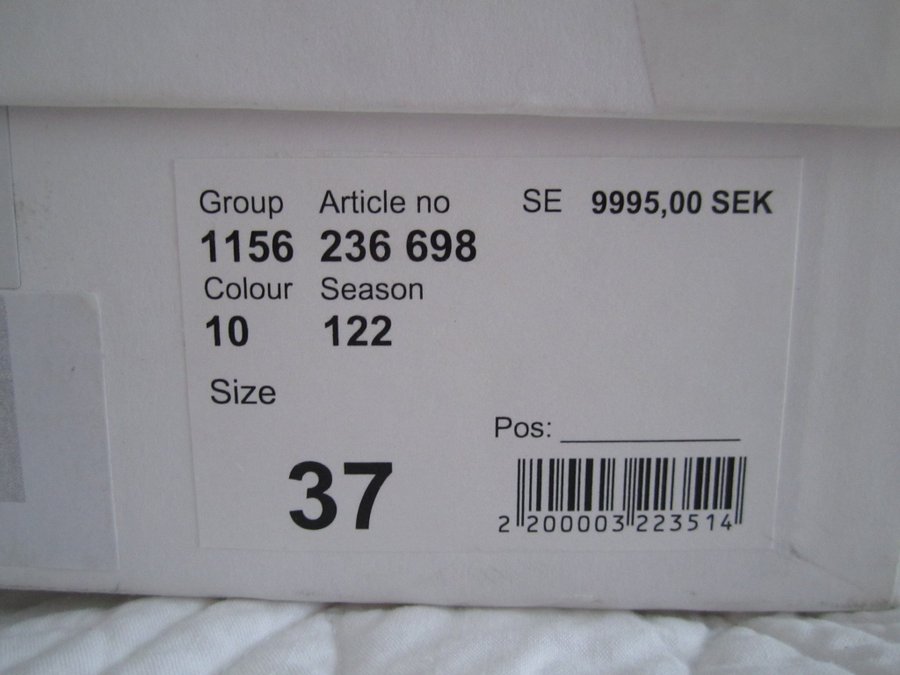 Group Article no SE 9995,00 SEK
1156 236 698
Colour Season
10 122
Size
Pos: ____________
37
2 200003 223514